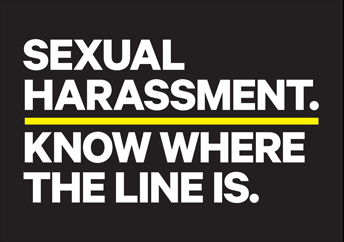 SEXUAL
HARASSMENT.
KNOW WHERE
THE LINE IS.